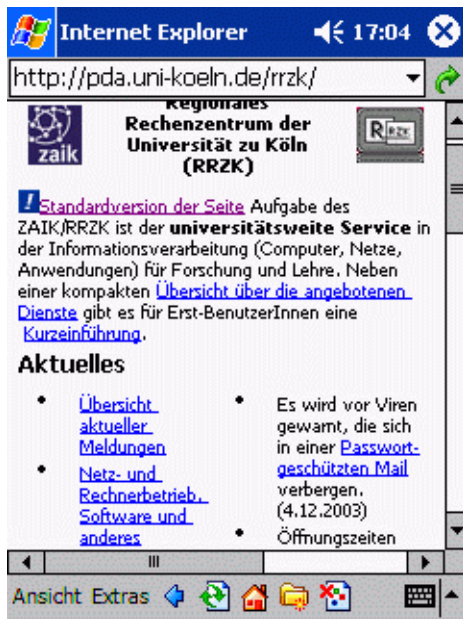 Internet Explorer 17:04
http://pda.uni-koeln.de/rrzk/
Regionales
Rechenzentrum der
Universität zu Köln
(RRZK)
zaik
RRZK
Standardversion der Seite Aufgabe des
ZAIK/RRZK ist der universitätsweite Service in
der Informationsverarbeitung (Computer, Netze,
Anwendungen) für Forschung und Lehre. Neben
einer kompakten Übersicht über die angebotenen
Dienste gibt es für Erst-BenutzerInnen eine
Kurzeinführung.
Aktuelles
• Übersicht
aktueller
Meldungen
• Netz- und
Rechnerbetrieb,
Software und
anderes
• Es wird vor Viren
gewarnt, die sich
in einer Passwort-
geschützten Mail
verbergen.
(4.12.2003)
• Öffnungszeiten
Ansicht Extras